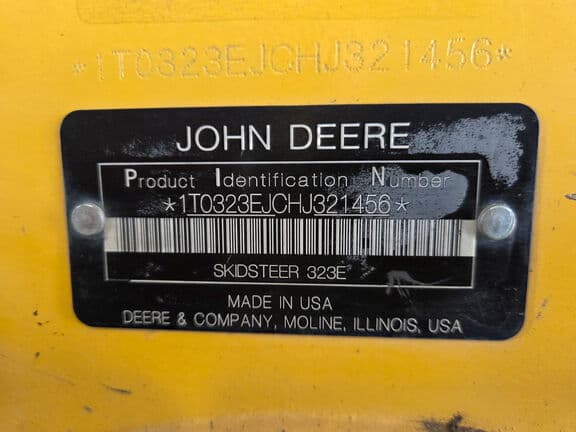 *1T0323EJCHJ321456*
JOHN DEERE
Product Identification Number
*1T0323EJCHJ321456*
SKIDSTEER 323E
MADE IN USA
DEERE & COMPANY, MOLINE, ILLINOIS, USA